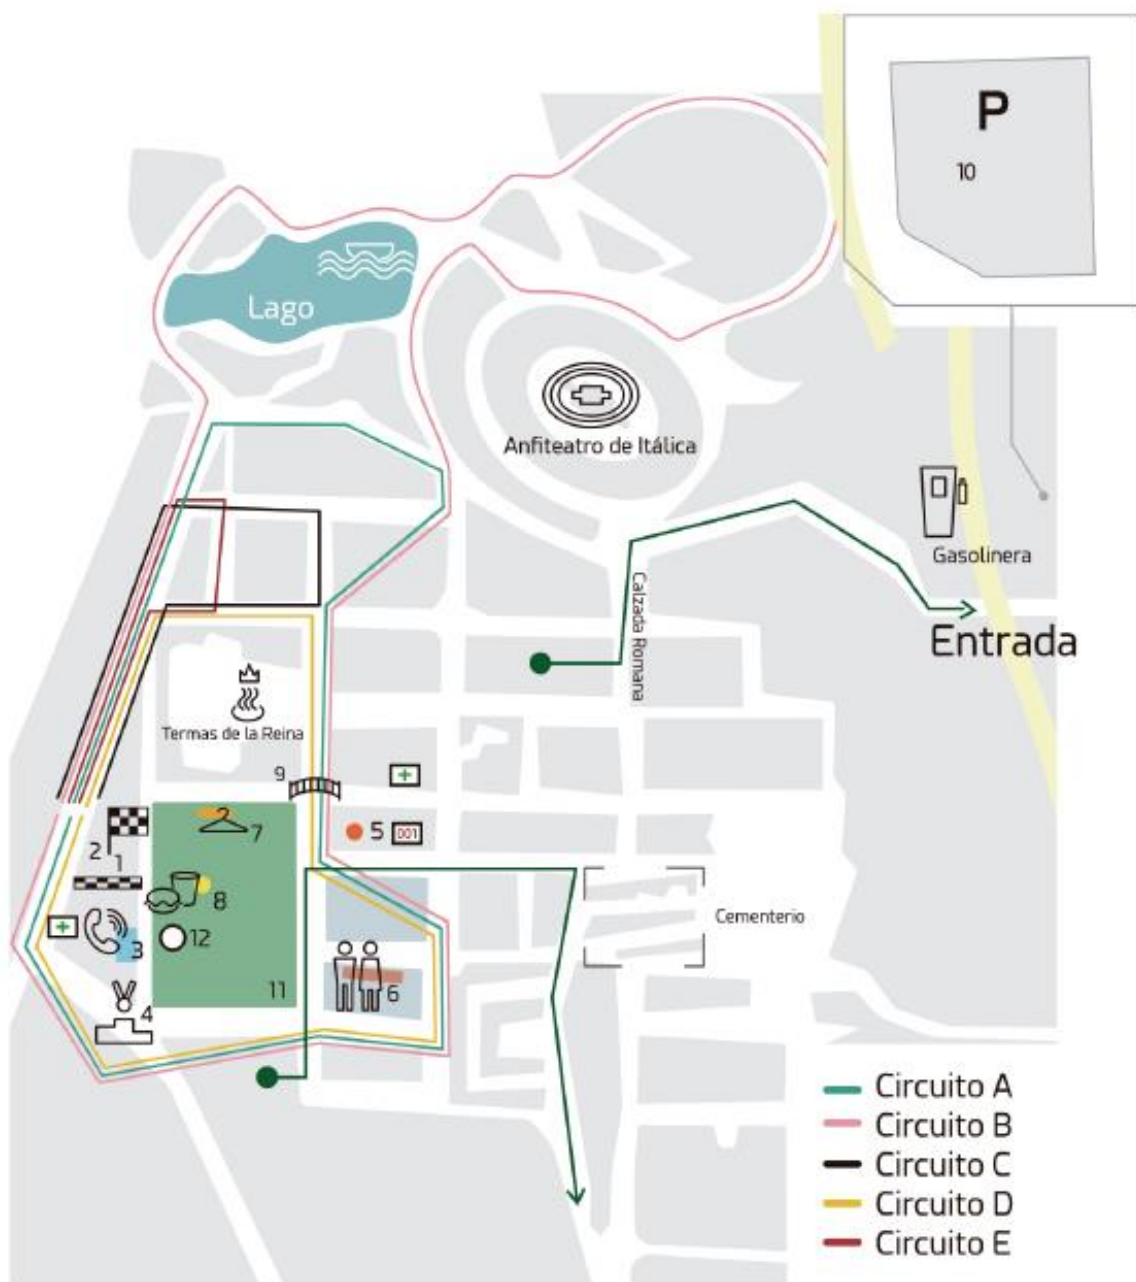 P
10
Lago
Anfiteatro de Itálica
Gasolinera
Calzada Romana
Entrada
Termas de la Reina
9
2
7
5
001
2
1
8
Cementerio
3
12
6
11
4
Circuito A
Circuito B
Circuito C
Circuito D
Circuito E